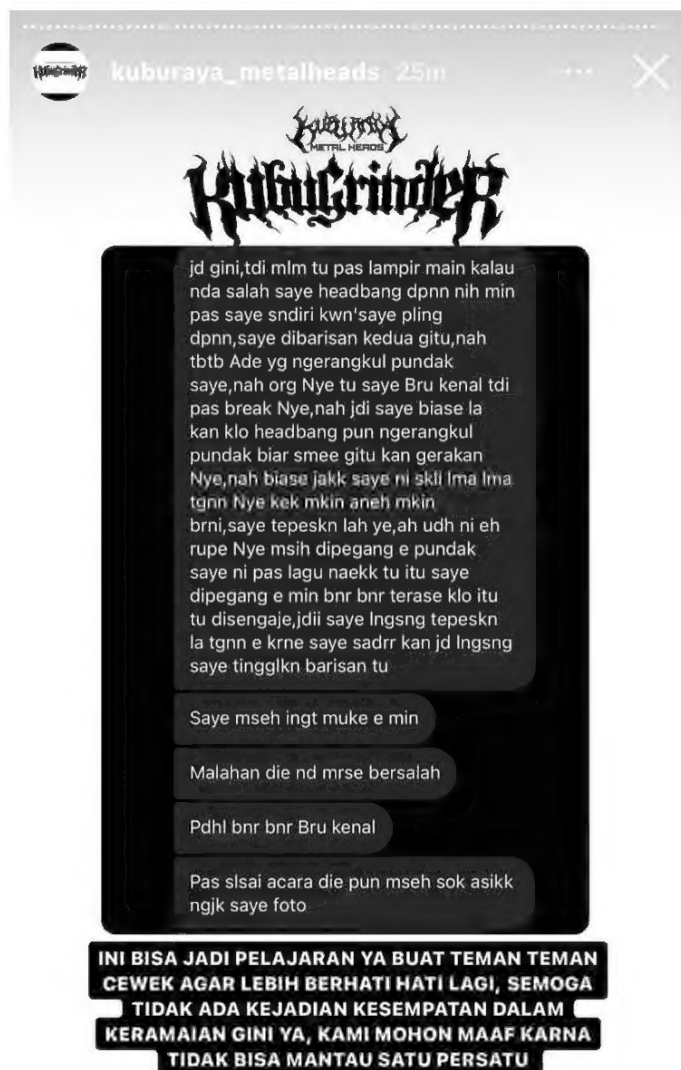 kuburaya_metalheads 25m
KUBURAYA
METAL HEADS
KUBUGRINDER
jd gini,tdi mlm tu pas lampir main kalau
nda salah saye headbang dpnn nih min
pas saye sndiri kwn'saye pling
dpnn,saye dibarisan kedua gitu,nah
tbtb Ade yg ngerangkul pundak
saye,nah org Nye tu saye Bru kenal tdi
pas break Nye,nah jdi saye biase la
kan klo headbang pun ngerangkul
pundak biar smee gitu kan gerakan
Nye,nah biase jakk saye ni skli lma lma
tgnn Nye kek mkin aneh mkin
brni,saye tepeskn lah ye,ah udh ni eh
rupe Nye msih dipegang e pundak
saye ni pas lagu naekk tu itu saye
dipegang e min bnr bnr terase klo itu
tu disengaje,jdii saye lngsng tepeskn
la tgnn e krne saye sadrr kan jd lngsng
saye tingglkn barisan tu
Saye mseh ingt muke e min
Malahan die nd mrse bersalah
Pdhl bnr bnr Bru kenal
Pas slsai acara die pun mseh sok asikk
ngjk saye foto
INI BISA JADI PELAJARAN YA BUAT TEMAN TEMAN
CEWEK AGAR LEBIH BERHATI HATI LAGI, SEMOGA
TIDAK ADA KEJADIAN KESEMPATAN DALAM
KERAMAIAN GINI YA, KAMI MOHON MAAF KARNA
TIDAK BISA MANTAU SATU PERSATU